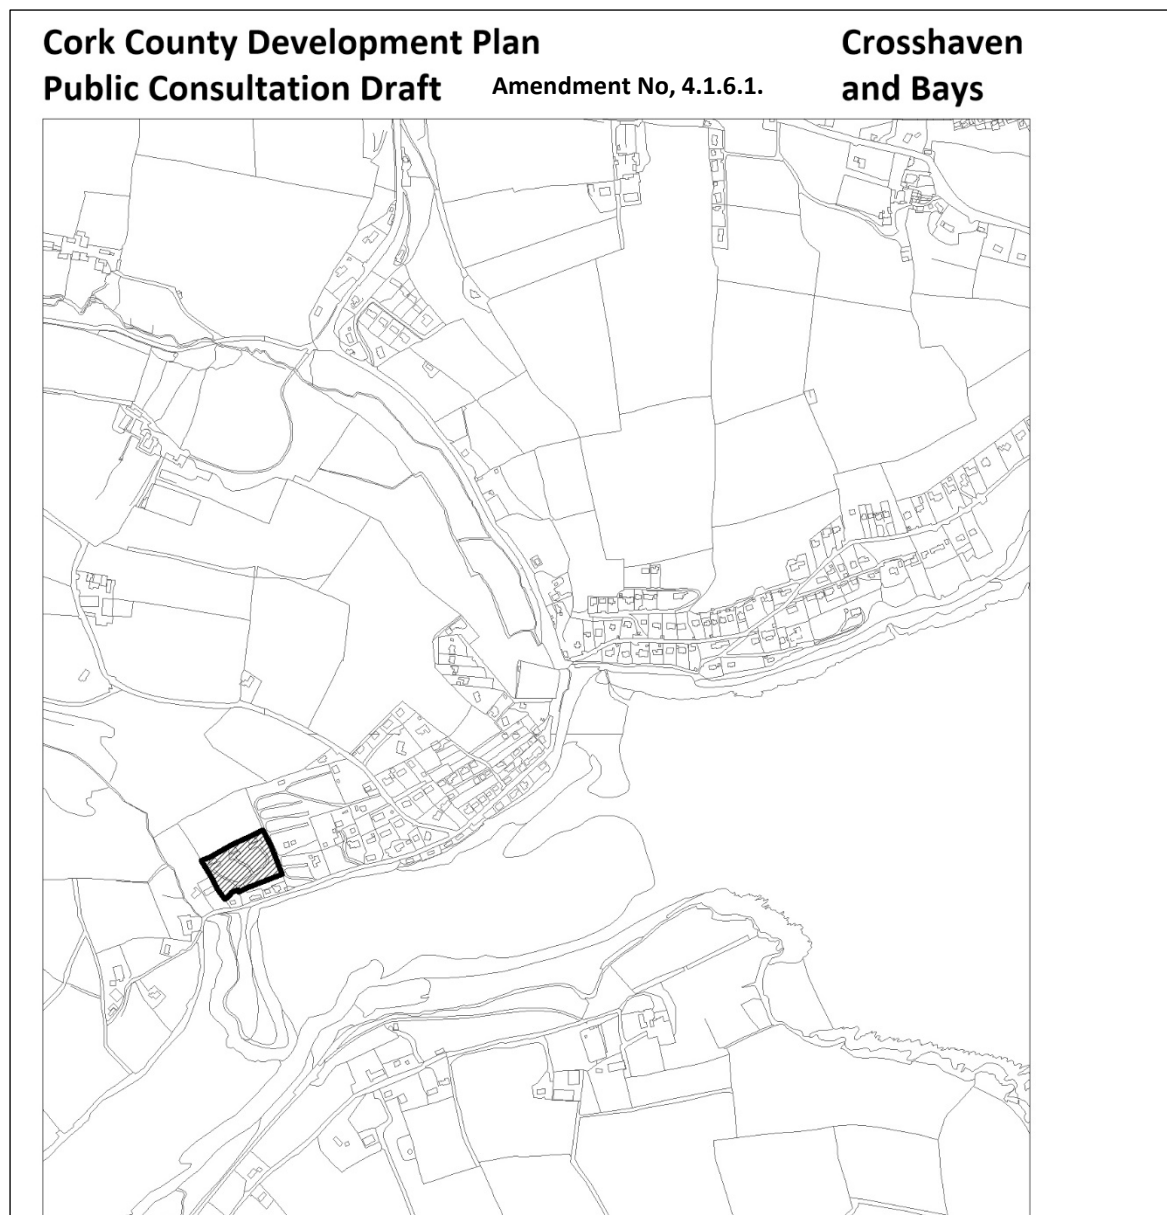 Cork County Development Plan
Public Consultation Draft
Amendment No, 4.1.6.1.
Crosshaven
and Bays